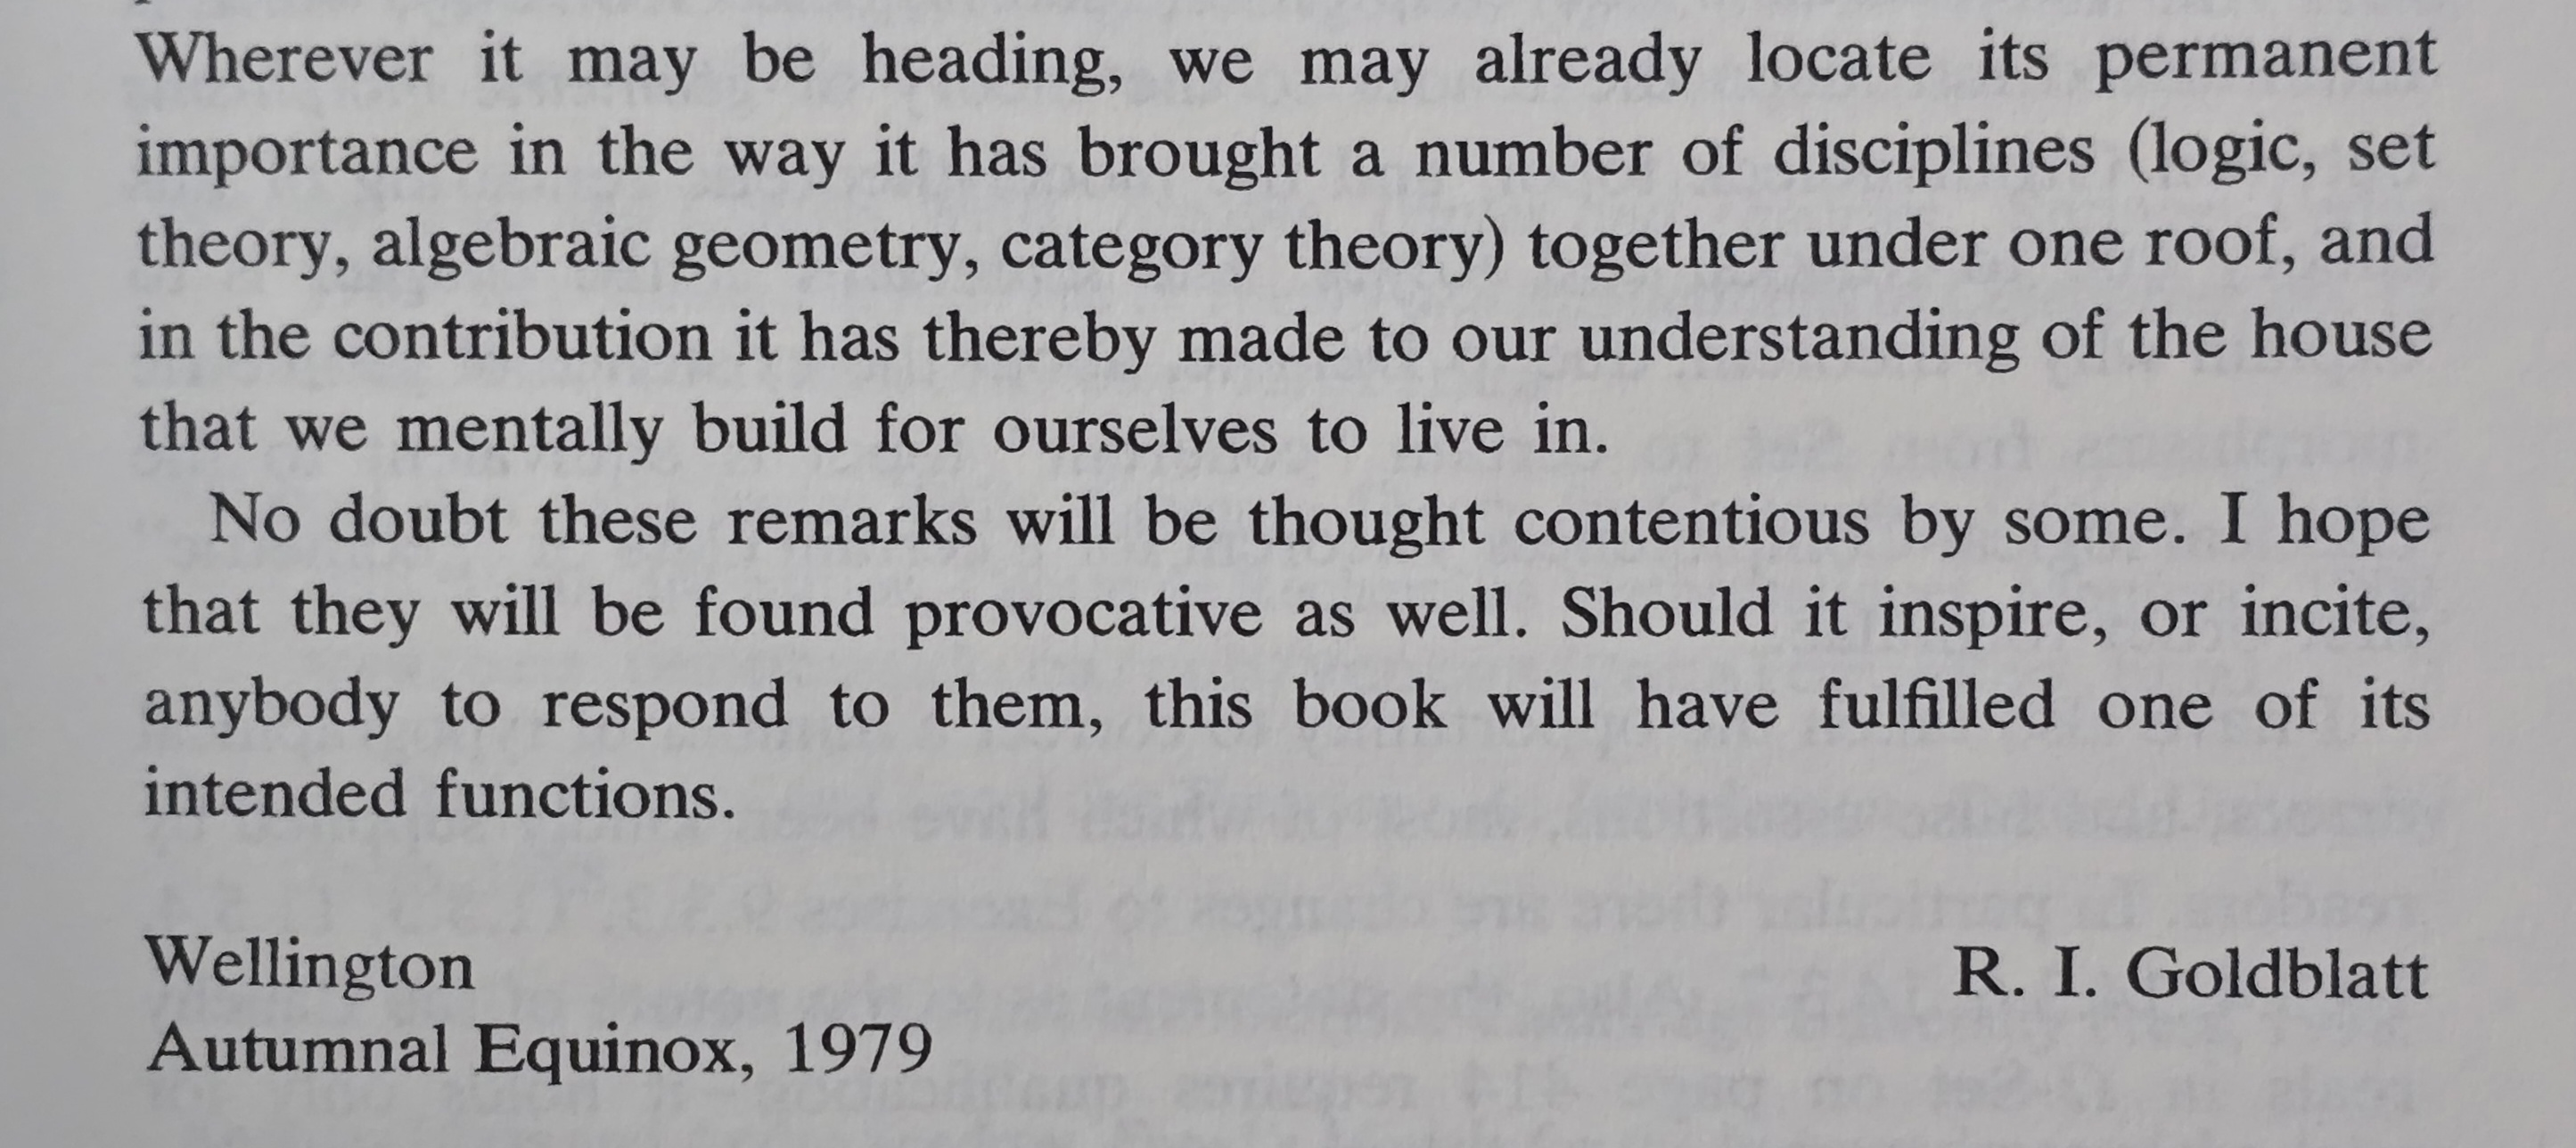 Wherever it may be heading, we may already locate its permanent
importance in the way it has brought a number of disciplines (logic, set
theory, algebraic geometry, category theory) together under one roof, and
in the contribution it has thereby made to our understanding of the house
that we mentally build for ourselves to live in.
No doubt these remarks will be thought contentious by some. I hope
that they will be found provocative as well. Should it inspire, or incite,
anybody to respond to them, this book will have fulfilled one of its
intended functions.
Wellington
R. I. Goldblatt
Autumnal Equinox, 1979